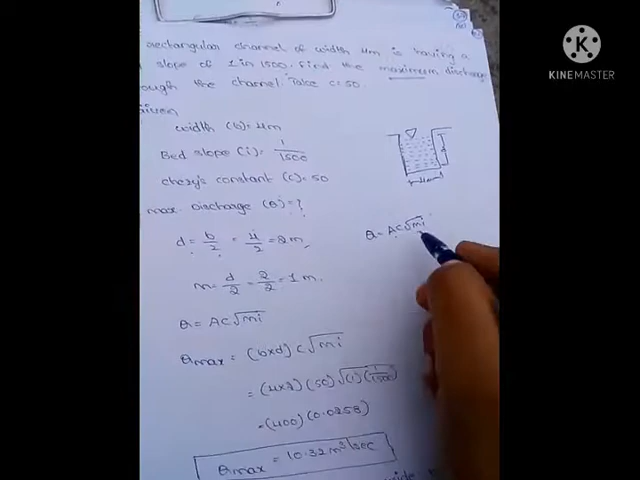 rectangular channel of width 4m is having a
slope of 1 in 1500. find the maximum discharge
through the channel. Take c=50.
Given
width (b)= 4m
Bed slope (i)= 1/1500
chezy's constant (c)= 50
max. Discharge (Q)= ?
d = b/2 = 4/2 = 2m
m = d/2 = 2/2 = 1 m.
Q = AC√mi
Qmax = (b×d) C√mi
= (4×2) (50) √(1)(1/1500)
= (400) (0.0258)
Qmax = 10.32 m³/sec
Q = AC√mi
KINEMASTER